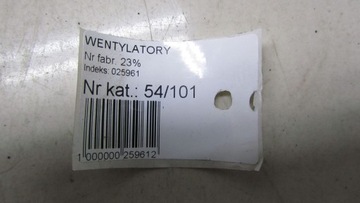 WENTYLATORY
Nr fabr. 23%
Indeks: 025961
Nr kat.: 54/101
1 000000 259612